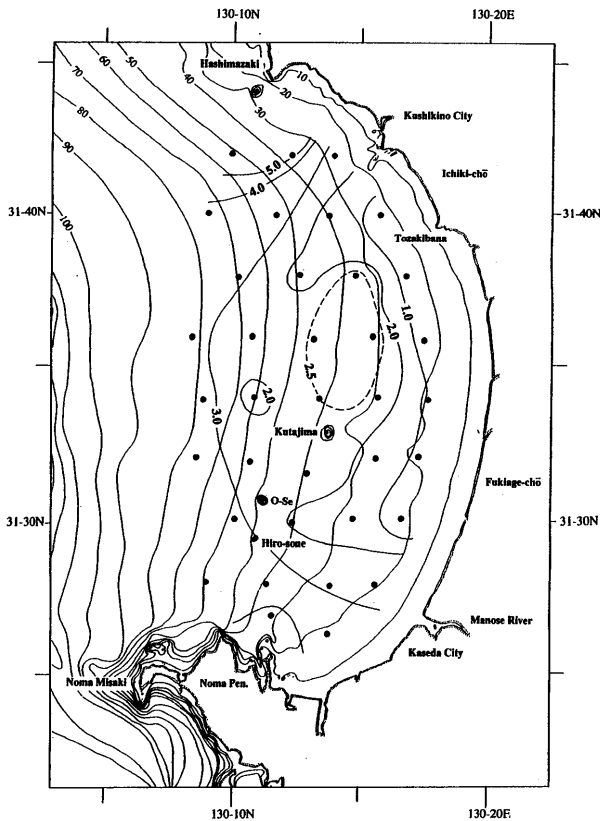 130-10N
130-20E
Hashimazaki
10
20
30
40
50
60
70
80
90
100
Kushikino City
Ichiki-chō
5.0
4.0
31-40N
31-40N
Tozakibana
1.0
2.0
2.5
2.0
3.0
Kutajima
Fukiage-chō
O-Se
31-30N
31-30N
Hiro-sone
Manose River
Kaseda City
Noma Misaki
Noma Pen.
130-10N
130-20E